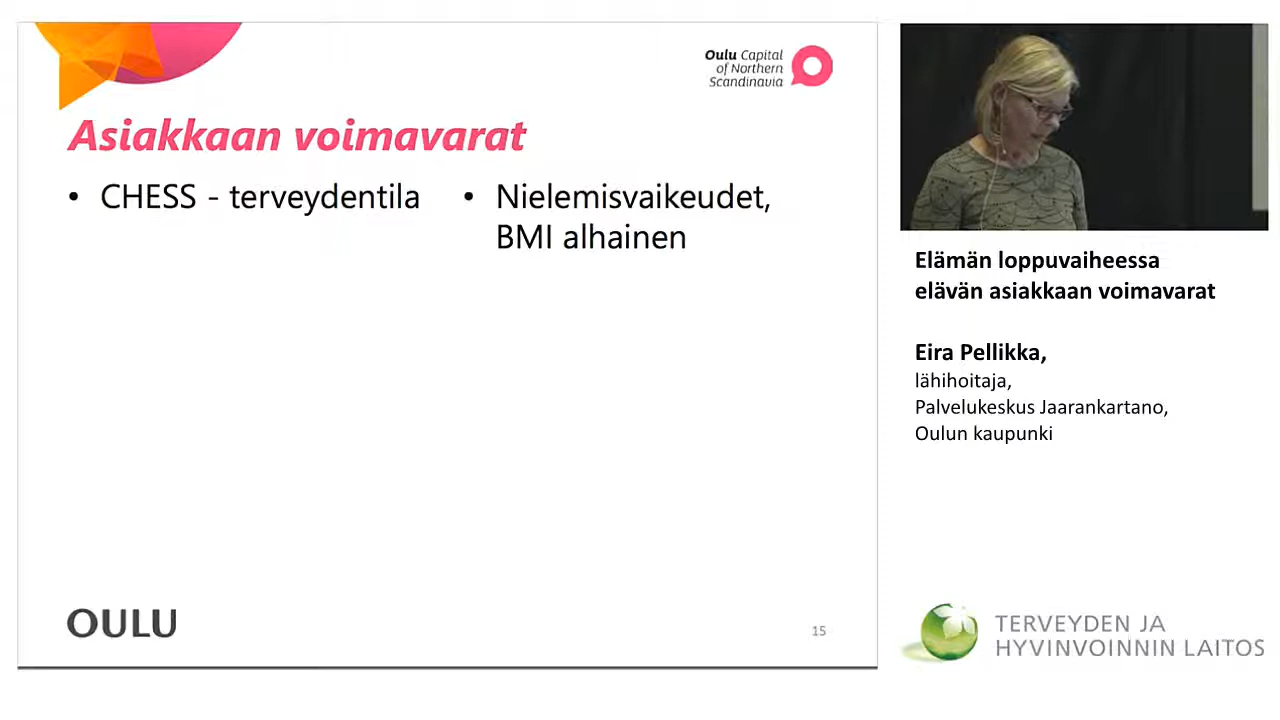 Oulu Capital
of Northern
Scandinavia
Asiakkaan voimavarat
• CHESS - terveydentila
• Nielemisvaikeudet,
BMI alhainen
OULU
15
Elämän loppuvaiheessa
elävän asiakkaan voimavarat
Eira Pellikka,
lähihoitaja,
Palvelukeskus Jaarankartano,
Oulun kaupunki
TERVEYDEN JA
HYVINVOINNIN LAITOS